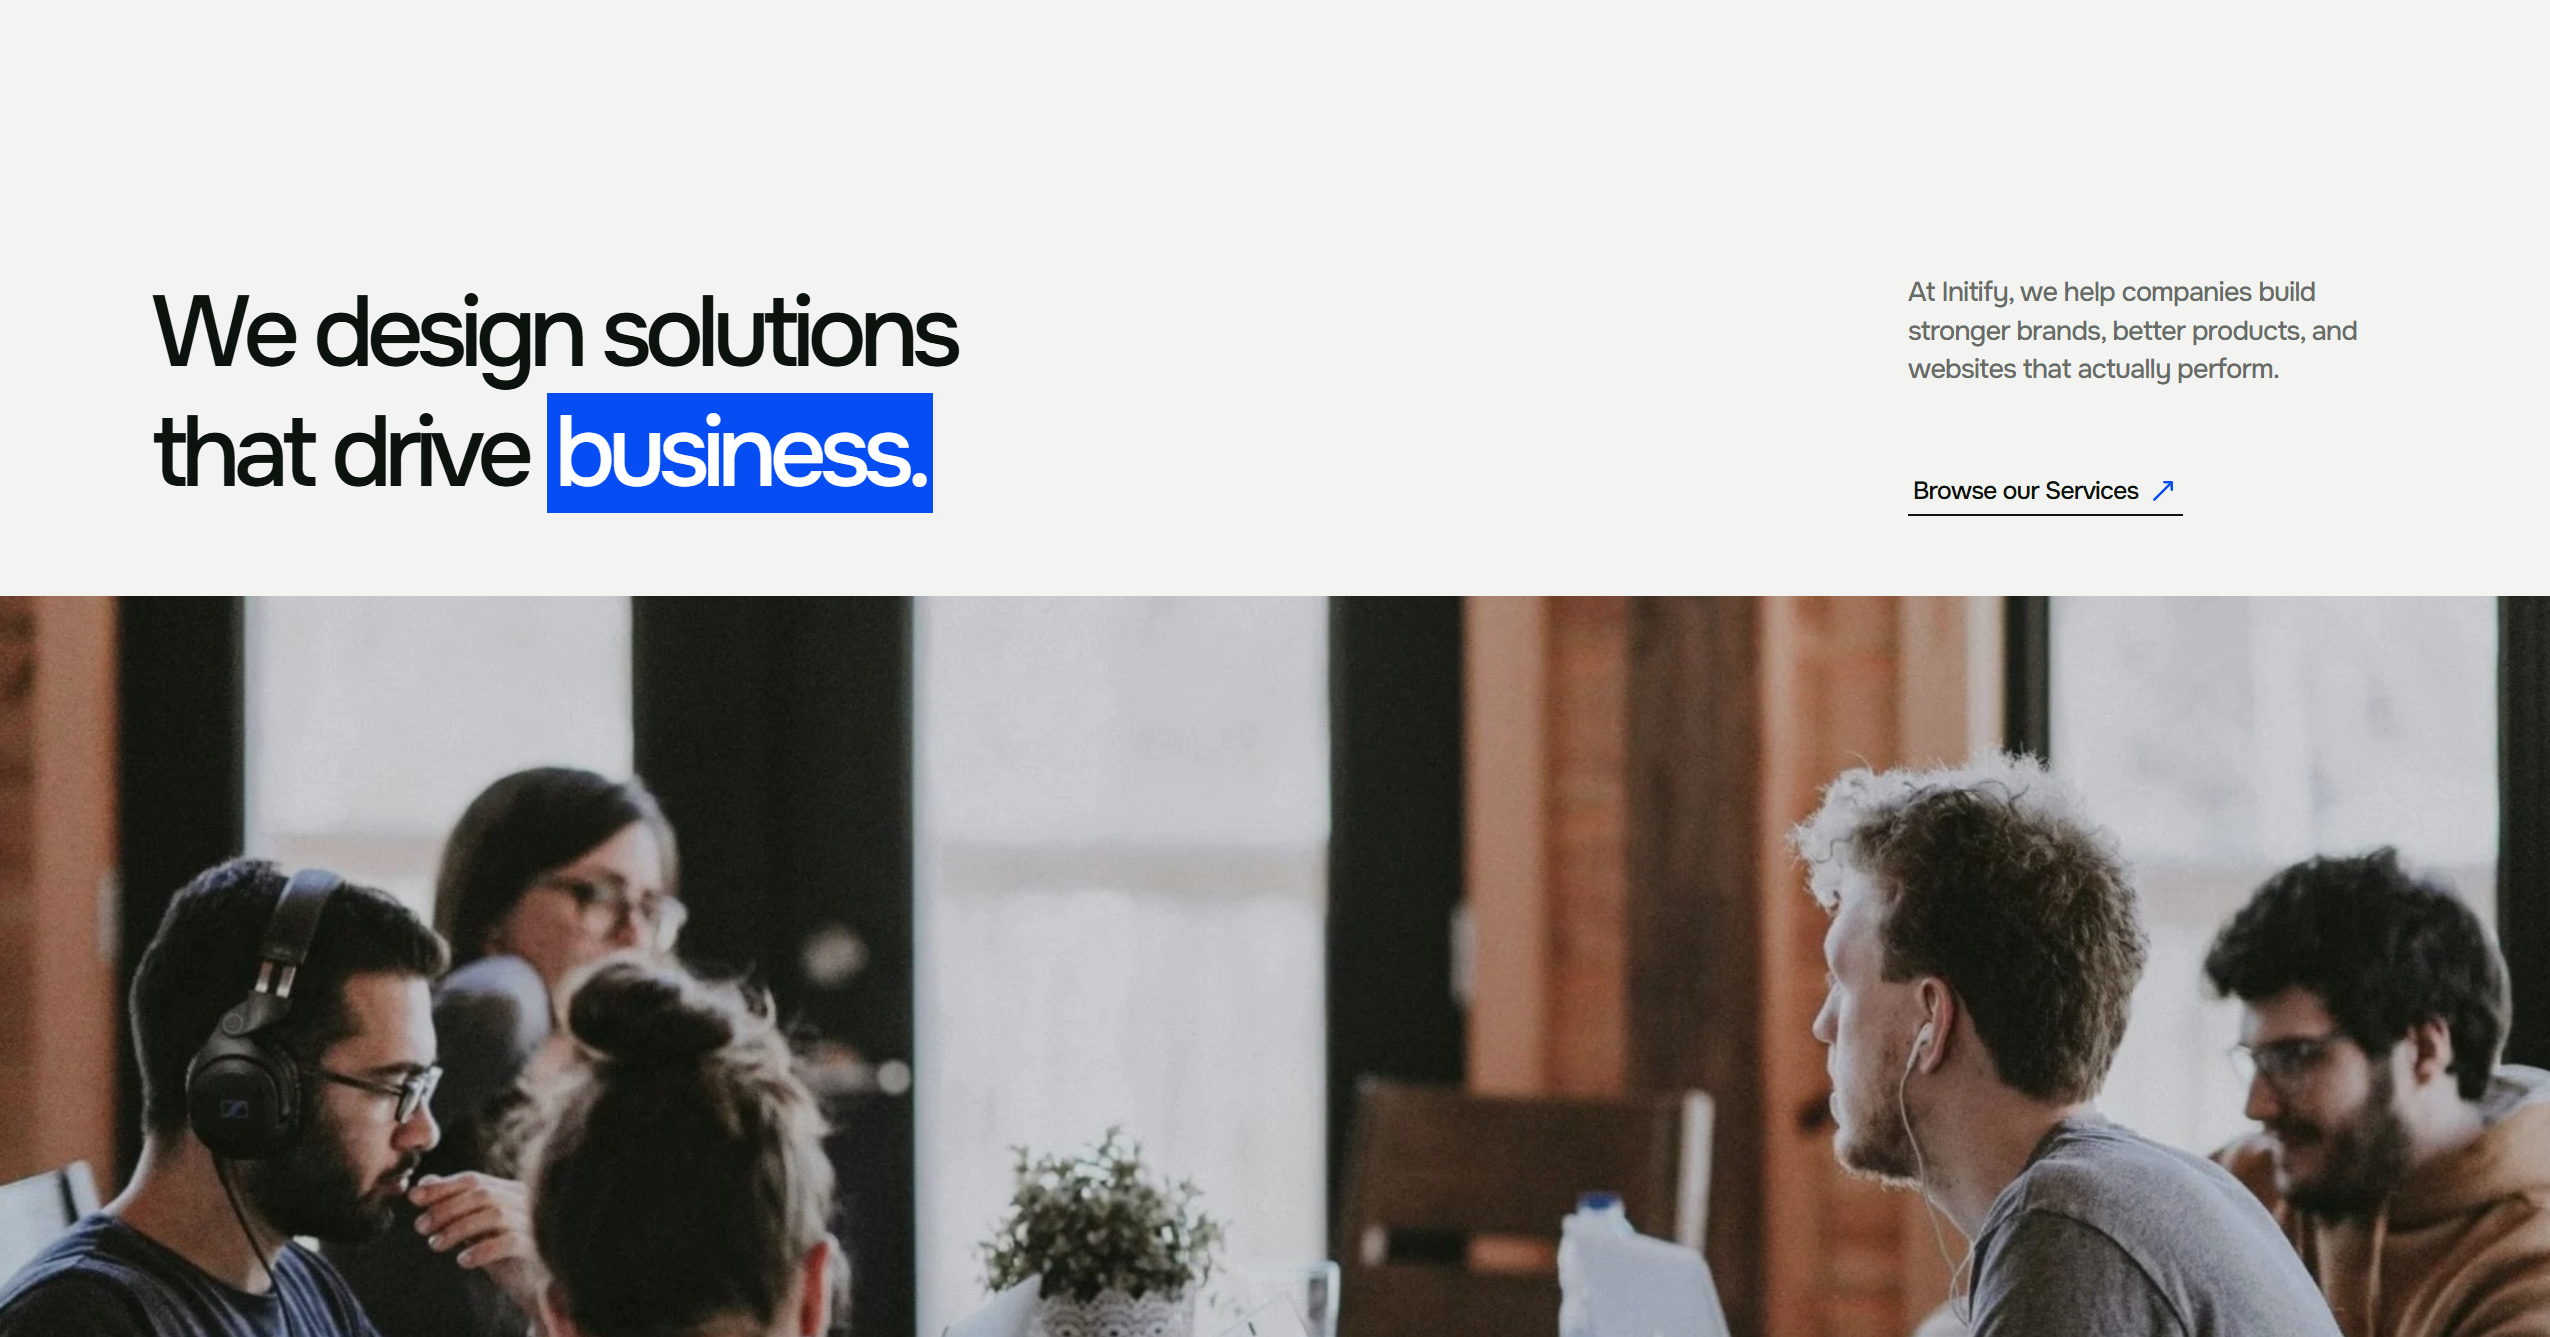 We design solutions
that drive business.
At Initify, we help companies build
stronger brands, better products, and
websites that actually perform.
Browse our Services